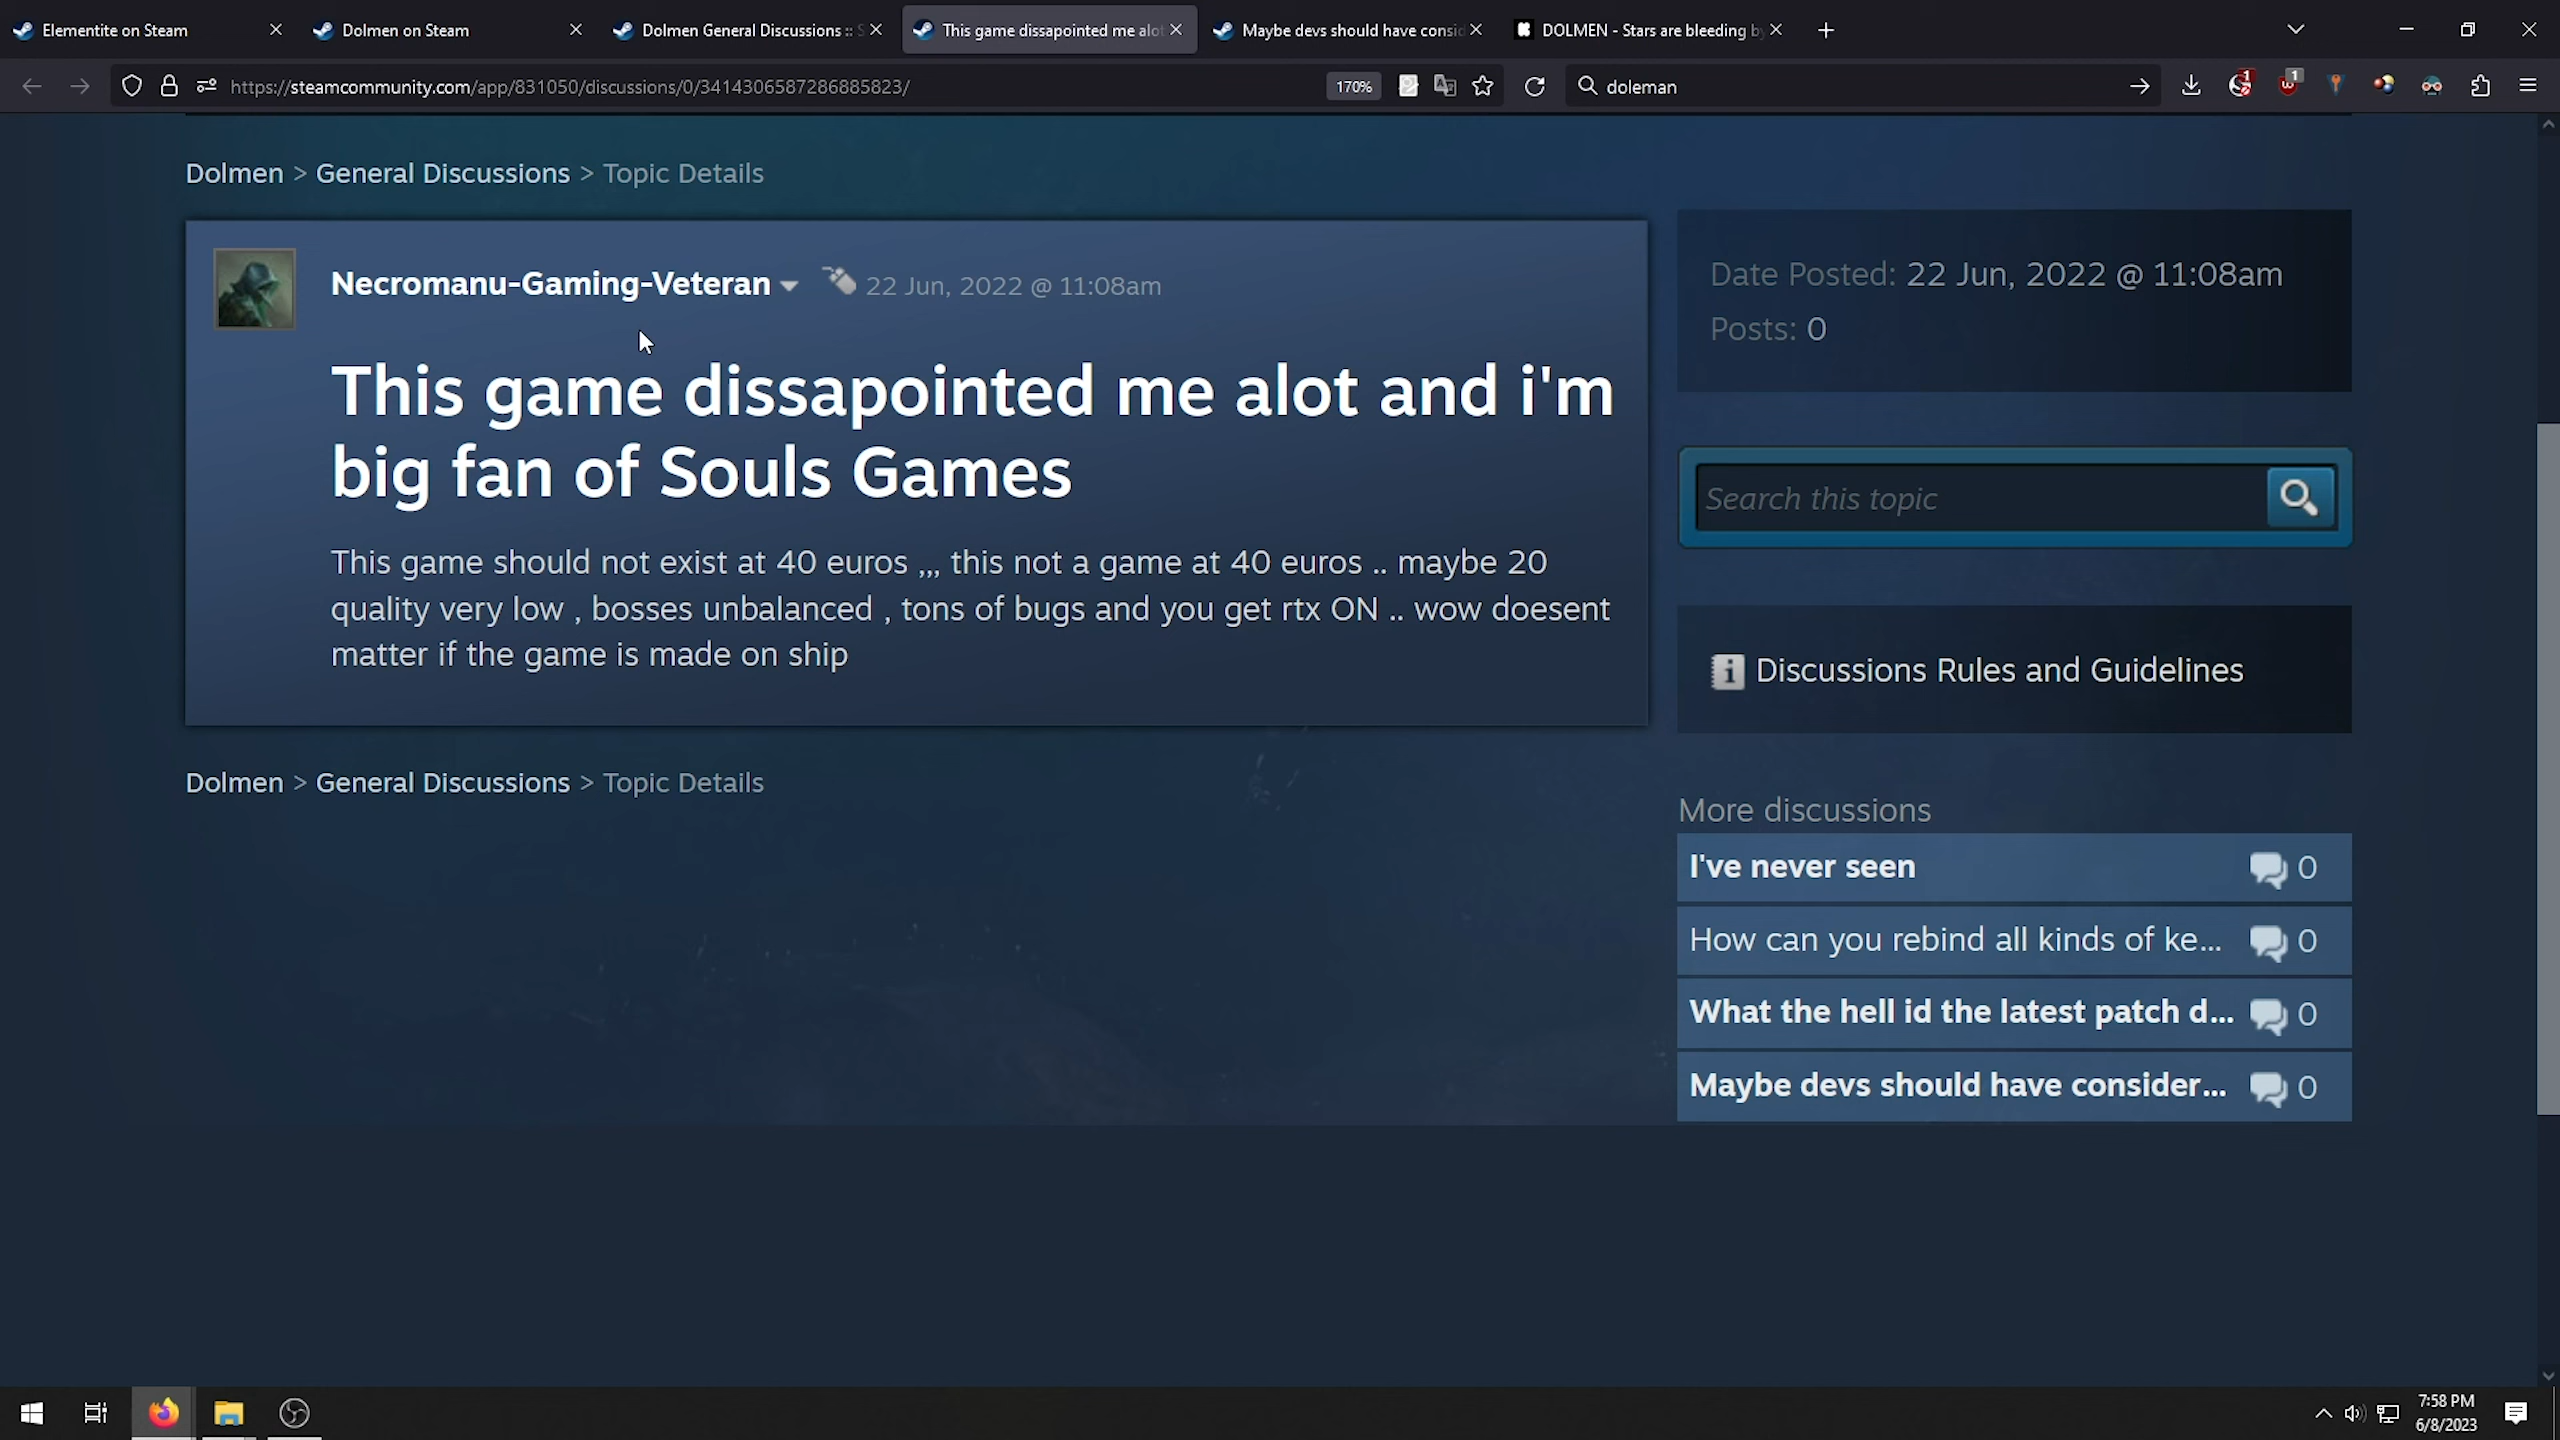 Elementite on Steam
Dolmen on Steam
Dolmen General Discussions :: S
This game dissapointed me alot
Maybe devs should have consid
DOLMEN - Stars are bleeding by
https://steamcommunity.com/app/831050/discussions/0/3414306587286885823/
170%
doleman
1
1
Dolmen > General Discussions > Topic Details
Necromanu-Gaming-Veteran
22 Jun, 2022 @ 11:08am
This game dissapointed me alot and i'm
big fan of Souls Games
This game should not exist at 40 euros ,,, this not a game at 40 euros .. maybe 20
quality very low , bosses unbalanced , tons of bugs and you get rtx ON .. wow doesent
matter if the game is made on ship
Dolmen > General Discussions > Topic Details
Date Posted: 22 Jun, 2022 @ 11:08am
Posts: 0
Search this topic
Discussions Rules and Guidelines
More discussions
I've never seen 0
How can you rebind all kinds of ke... 0
What the hell id the latest patch d... 0
Maybe devs should have consider... 0
7:58 PM
6/8/2023